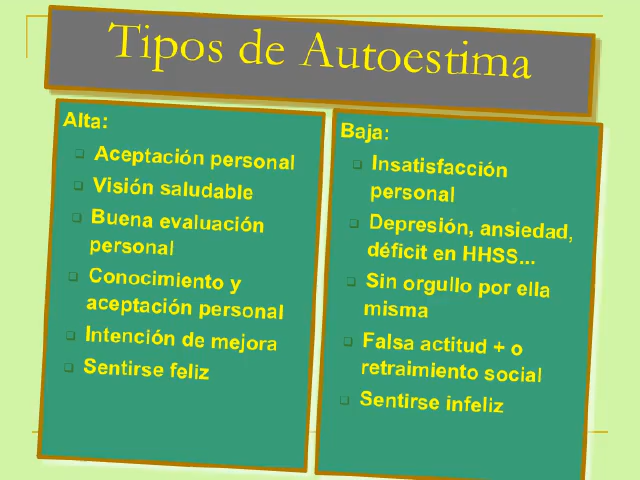 Tipos de Autoestima
Alta:
Aceptación personal
Visión saludable
Buena evaluación
personal
Conocimiento y
aceptación personal
Intención de mejora
Sentirse feliz
Baja:
Insatisfacción
personal
Depresión, ansiedad,
déficit en HHSS...
Sin orgullo por ella
misma
Falsa actitud + o
retraimiento social
Sentirse infeliz